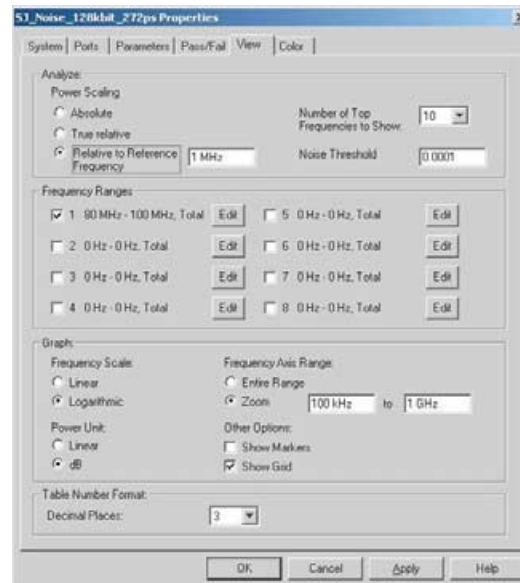 SJ_Noise_128kbit_272ps Properties
System Ports Parameters Pass/Fail View Color
Analyze:
Power Scaling
Absolute
True relative
Relative to Reference Frequency 1 MHz
Number of Top Frequencies to Show: 10
Noise Threshold 0.0001
Frequency Ranges
1 80 MHz - 100 MHz, Total Edit 5 0 Hz - 0 Hz, Total Edit
2 0 Hz - 0 Hz, Total Edit 6 0 Hz - 0 Hz, Total Edit
3 0 Hz - 0 Hz, Total Edit 7 0 Hz - 0 Hz, Total Edit
4 0 Hz - 0 Hz, Total Edit 8 0 Hz - 0 Hz, Total Edit
Graph:
Frequency Scale:
Linear
Logarithmic
Frequency Axis Range:
Entire Range
Zoom 100 kHz to 1 GHz
Power Unit:
Linear
dB
Other Options:
Show Markers
Show Grid
Table Number Format:
Decimal Places: 3
OK Cancel Apply Help